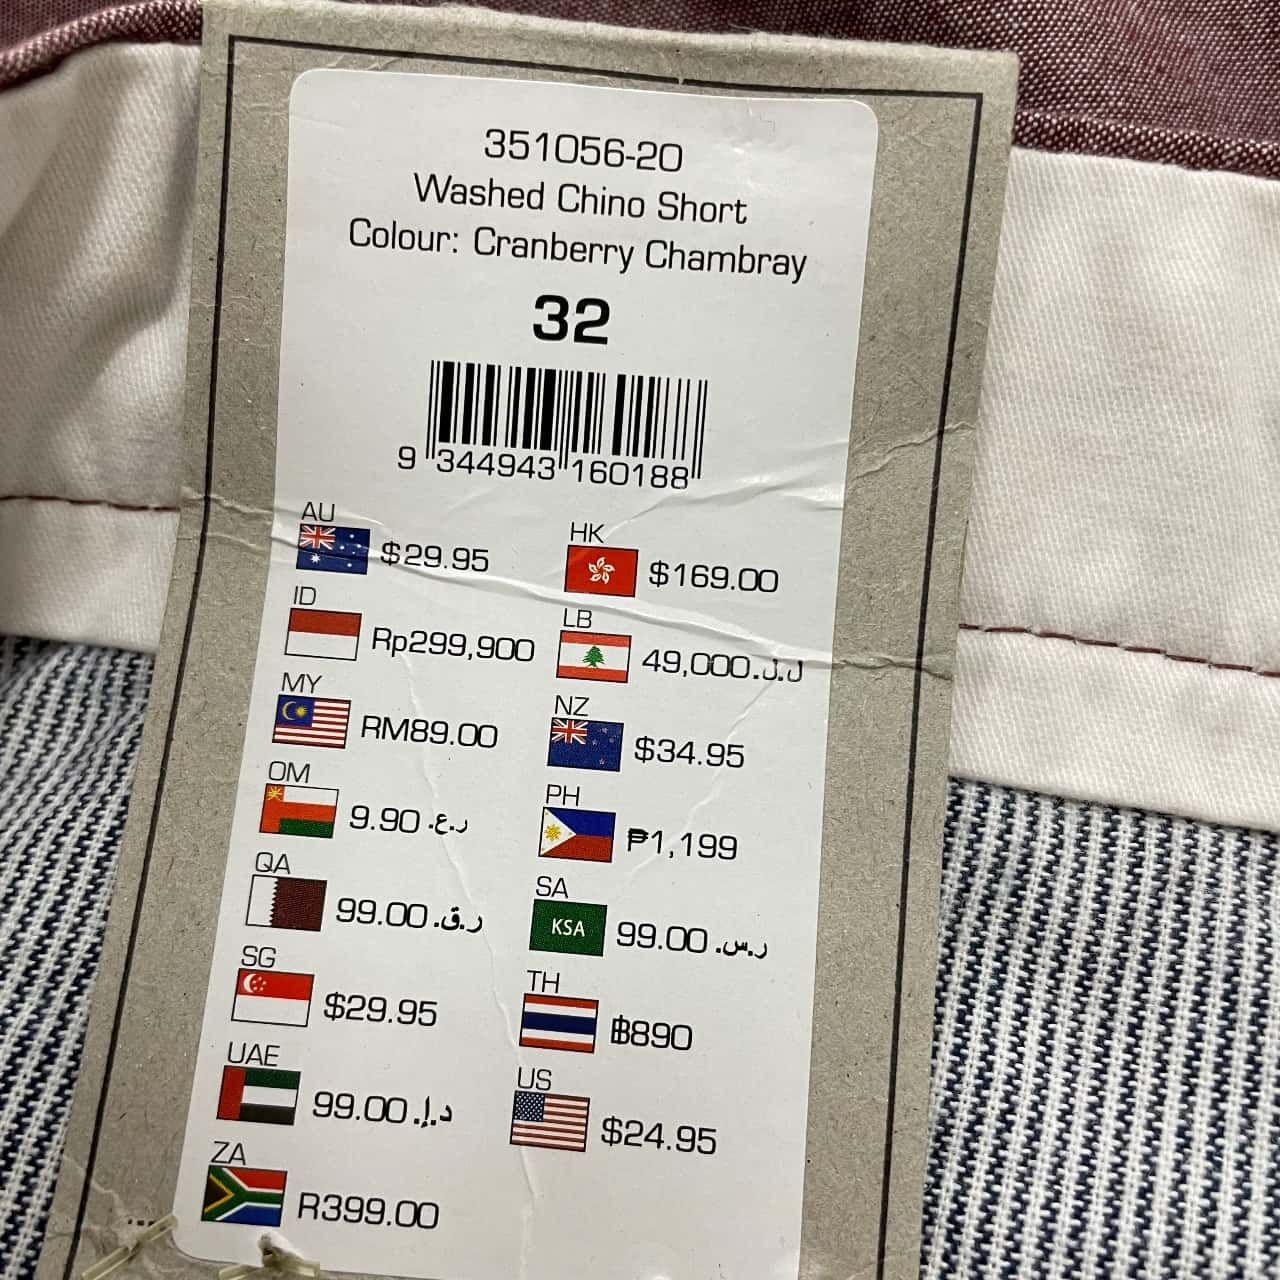 351056-20
Washed Chino Short
Colour: Cranberry Chambray
32
9 344943 160188
AU
$29.95
HK
$169.00
ID
Rp299,900
LB
49,000.ل.ل
MY
RM89.00
NZ
$34.95
OM
9.90 ر.ع.
PH
₱1,199
QA
99.00 ر.ق.
SA
KSA
99.00 ر.س.
SG
$29.95
TH
฿890
UAE
99.00 د.إ.
US
$24.95
ZA
R399.00